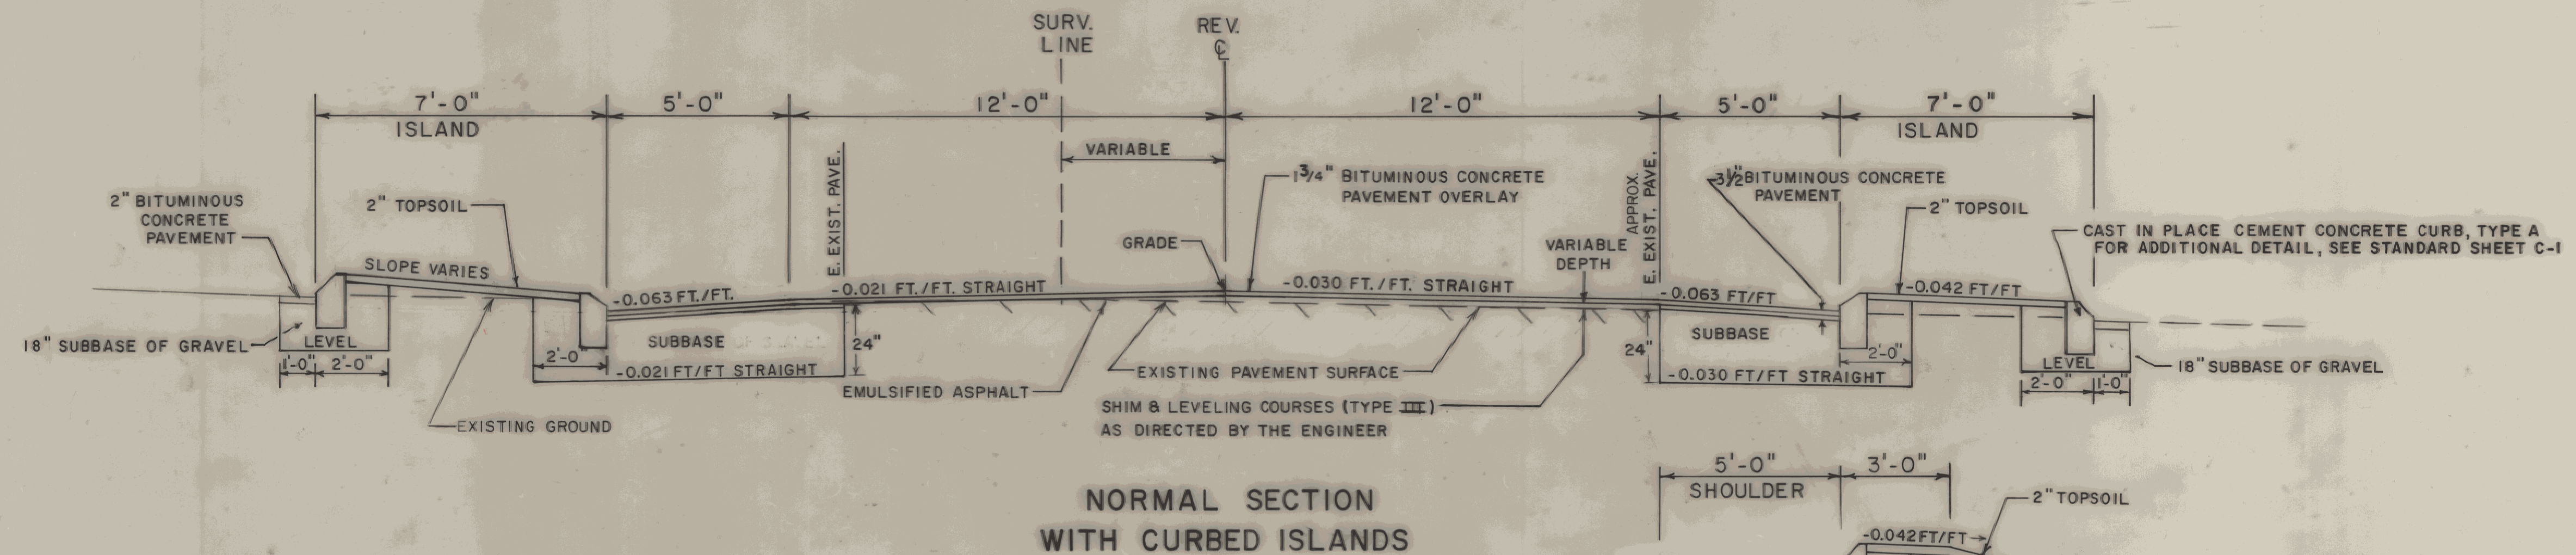 SURV.
LINE
REV.
℄
7'-0"
ISLAND
5'-0"
12'-0"
12'-0"
5'-0"
7'-0"
ISLAND
VARIABLE
E. EXIST. PAVE.
APPROX.
E. EXIST. PAVE.
2" BITUMINOUS
CONCRETE
PAVEMENT
2" TOPSOIL
1 3/4" BITUMINOUS CONCRETE
PAVEMENT OVERLAY
3 1/2" BITUMINOUS CONCRETE
PAVEMENT
2" TOPSOIL
CAST IN PLACE CEMENT CONCRETE CURB, TYPE A
FOR ADDITIONAL DETAIL, SEE STANDARD SHEET C-1
GRADE
VARIABLE
DEPTH
SLOPE VARIES
-0.063 FT./FT.
-0.021 FT./FT. STRAIGHT
-0.030 FT./FT. STRAIGHT
-0.063 FT/FT
-0.042 FT/FT
18" SUBBASE OF GRAVEL
LEVEL
1'-0"
2'-0"
2'-0"
SUBBASE
24"
-0.021 FT/FT STRAIGHT
EMULSIFIED ASPHALT
EXISTING PAVEMENT SURFACE
SHIM & LEVELING COURSES (TYPE III)
AS DIRECTED BY THE ENGINEER
24"
SUBBASE
2'-0"
-0.030 FT/FT STRAIGHT
LEVEL
2'-0"
1'-0"
18" SUBBASE OF GRAVEL
EXISTING GROUND
NORMAL SECTION
WITH CURBED ISLANDS
5'-0"
SHOULDER
3'-0"
2" TOPSOIL
-0.042 FT/FT